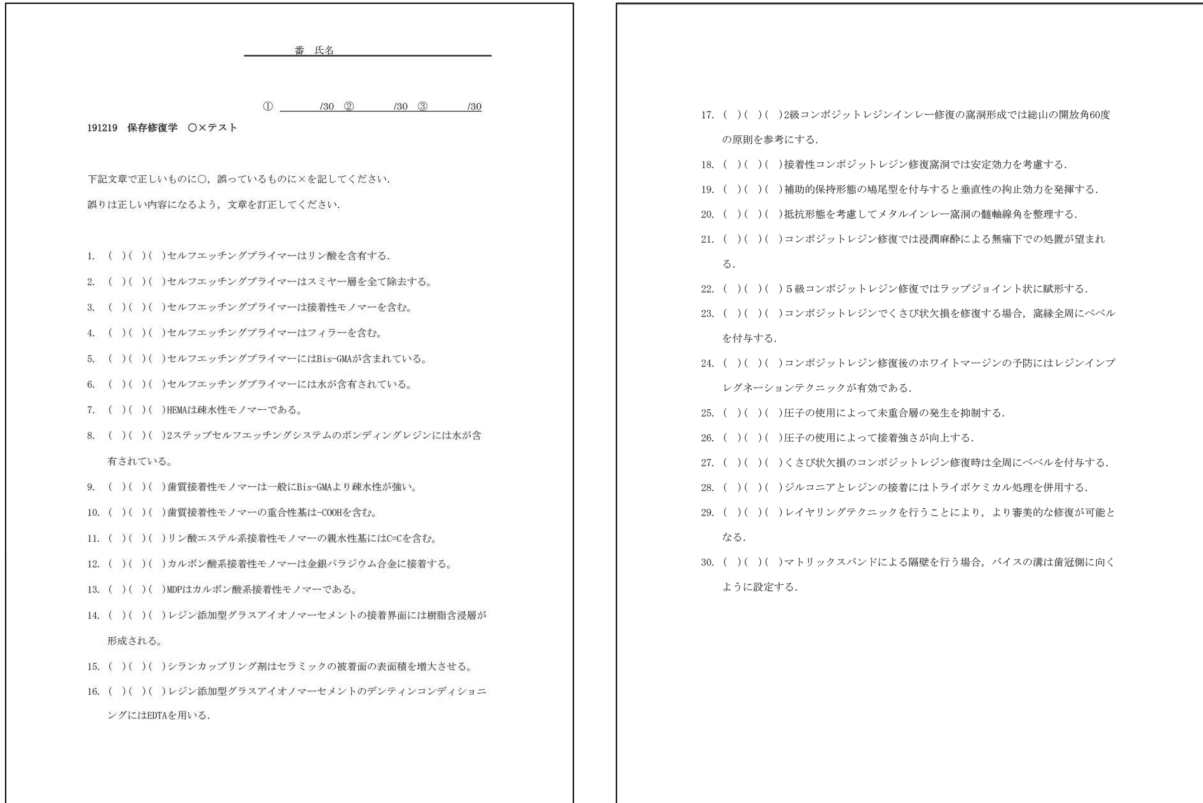 番 氏名
① /30 ② /30 ③ /30
191219 保存修復学 ○×テスト
下記文章で正しいものに○，誤っているものに×を記してください．
誤りは正しい内容になるよう，文章を訂正してください．
1. ( )( )( )セルフエッチングプライマーはリン酸を含有する．
2. ( )( )( )セルフエッチングプライマーはスミヤー層を全て除去する。
3. ( )( )( )セルフエッチングプライマーは接着性モノマーを含む。
4. ( )( )( )セルフエッチングプライマーはフィラーを含む。
5. ( )( )( )セルフエッチングプライマーにはBis-GMAが含まれている。
6. ( )( )( )セルフエッチングプライマーには水が含有されている。
7. ( )( )( )HEMAは疎水性モノマーである。
8. ( )( )( )2ステップセルフエッチングシステムのボンディングレジンには水が含
有されている。
9. ( )( )( )歯質接着性モノマーは一般にBis-GMAより疎水性が強い。
10. ( )( )( )歯質接着性モノマーの重合性基は-COOHを含む。
11. ( )( )( )リン酸エステル系接着性モノマーの親水性基にはC=Cを含む。
12. ( )( )( )カルボン酸系接着性モノマーは金銀パラジウム合金に接着する。
13. ( )( )( )MDPはカルボン酸系接着性モノマーである。
14. ( )( )( )レジン添加型グラスアイオノマーセメントの接着界面には樹脂含浸層が
形成される。
15. ( )( )( )シランカップリング剤はセラミックの被着面の表面積を増大させる。
16. ( )( )( )レジン添加型グラスアイオノマーセメントのデンティンコンディショニ
ングにはEDTAを用いる．
17. ( )( )( )2級コンポジットレジンインレー修復の窩洞形成では総山の開放角60度
の原則を参考にする．
18. ( )( )( )接着性コンポジットレジン修復窩洞では安定効力を考慮する．
19. ( )( )( )補助的保持形態の鳩尾型を付与すると垂直性の拘止効力を発揮する．
20. ( )( )( )抵抗形態を考慮してメタルインレー窩洞の髄軸線角を整理する．
21. ( )( )( )コンポジットレジン修復では浸潤麻酔による無痛下での処置が望まれ
る．
22. ( )( )( )５級コンポジットレジン修復ではラップジョイント状に賦形する．
23. ( )( )( )コンポジットレジンでくさび状欠損を修復する場合，窩縁全周にベベル
を付与する．
24. ( )( )( )コンポジットレジン修復後のホワイトマージンの予防にはレジンインプ
レグネーションテクニックが有効である．
25. ( )( )( )圧子の使用によって未重合層の発生を抑制する．
26. ( )( )( )圧子の使用によって接着強さが向上する．
27. ( )( )( )くさび状欠損のコンポジットレジン修復時は全周にベベルを付与する．
28. ( )( )( )ジルコニアとレジンの接着にはトライボケミカル処理を併用する．
29. ( )( )( )レイヤリングテクニックを行うことにより，より審美的な修復が可能と
なる．
30. ( )( )( )マトリックスバンドによる隔壁を行う場合，バイスの溝は歯冠側に向く
ように設定する．